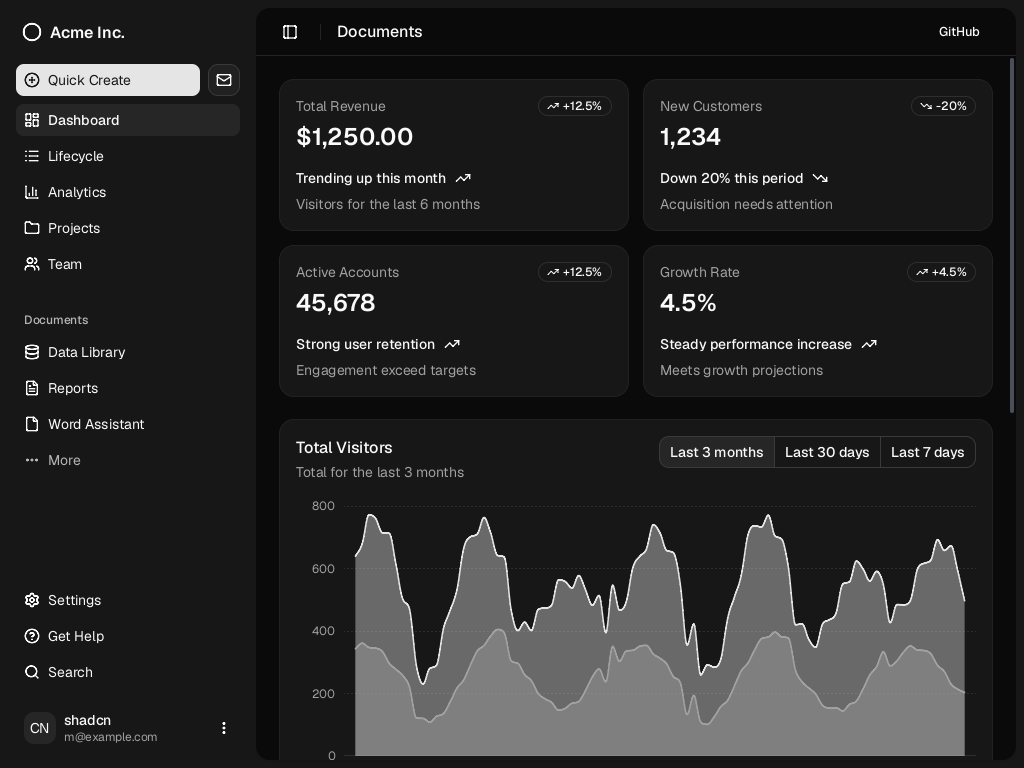 Acme Inc.
Quick Create
Dashboard
Lifecycle
Analytics
Projects
Team
Documents
Data Library
Reports
Word Assistant
More
Settings
Get Help
Search
CN
shadcn
m@example.com
Documents
GitHub
Total Revenue
+12.5%
$1,250.00
Trending up this month
Visitors for the last 6 months
New Customers
-20%
1,234
Down 20% this period
Acquisition needs attention
Active Accounts
+12.5%
45,678
Strong user retention
Engagement exceed targets
Growth Rate
+4.5%
4.5%
Steady performance increase
Meets growth projections
Total Visitors
Total for the last 3 months
Last 3 months
Last 30 days
Last 7 days
800
600
400
200
0